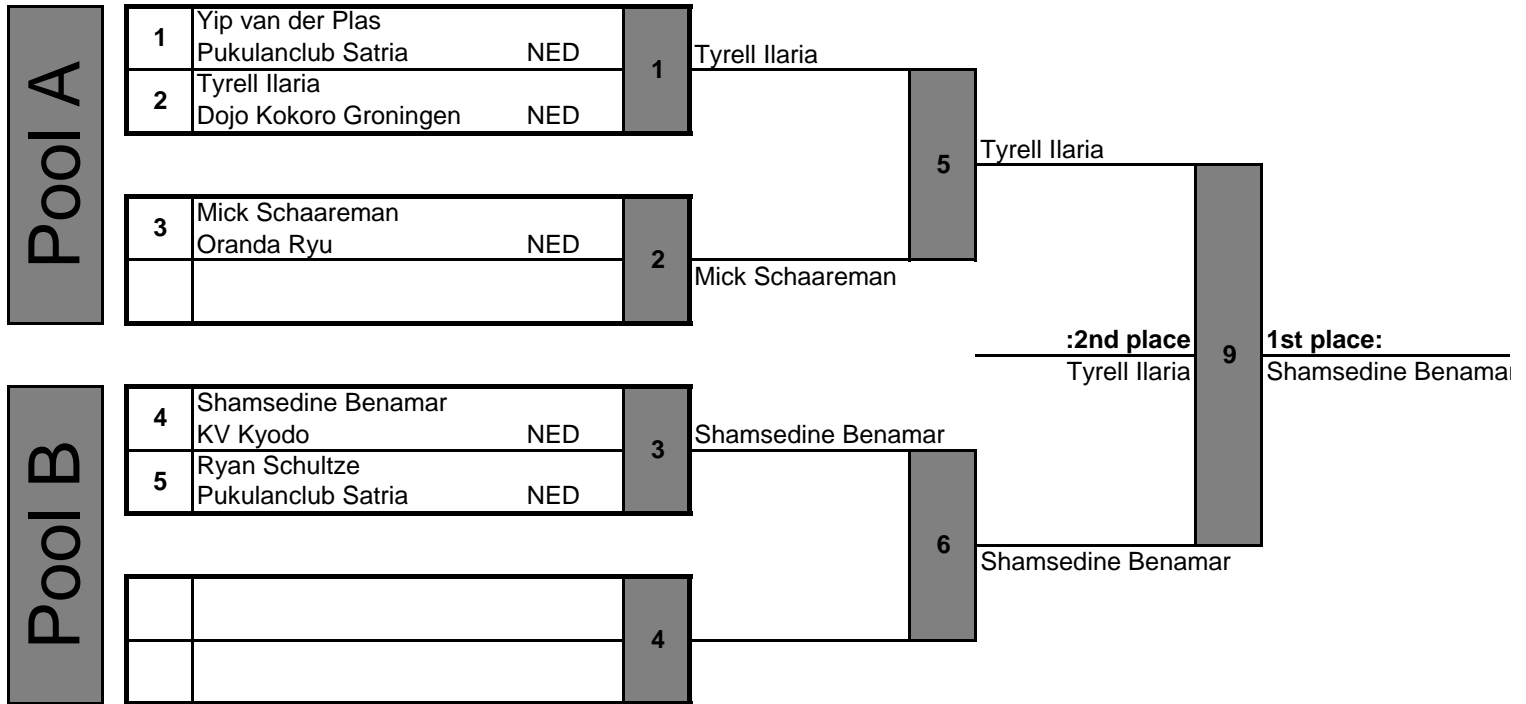 Pool A
1
Yip van der Plas
Pukulanclub Satria NED
2
Tyrell Ilaria
Dojo Kokoro Groningen NED
1
Tyrell Ilaria
3
Mick Schaareman
Oranda Ryu NED
2
Mick Schaareman
5
Tyrell Ilaria
:2nd place
Tyrell Ilaria
9
1st place:
Shamsedine Benamar
Pool B
4
Shamsedine Benamar
KV Kyodo NED
5
Ryan Schultze
Pukulanclub Satria NED
3
Shamsedine Benamar
6
Shamsedine Benamar
4